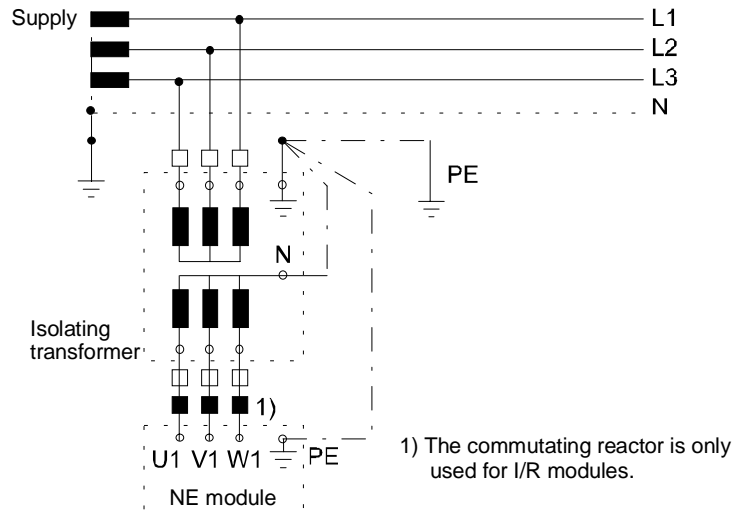 Supply
L1
L2
L3
N
PE
N
Isolating
transformer
1)
U1 V1 W1 PE
NE module
1) The commutating reactor is only
used for I/R modules.